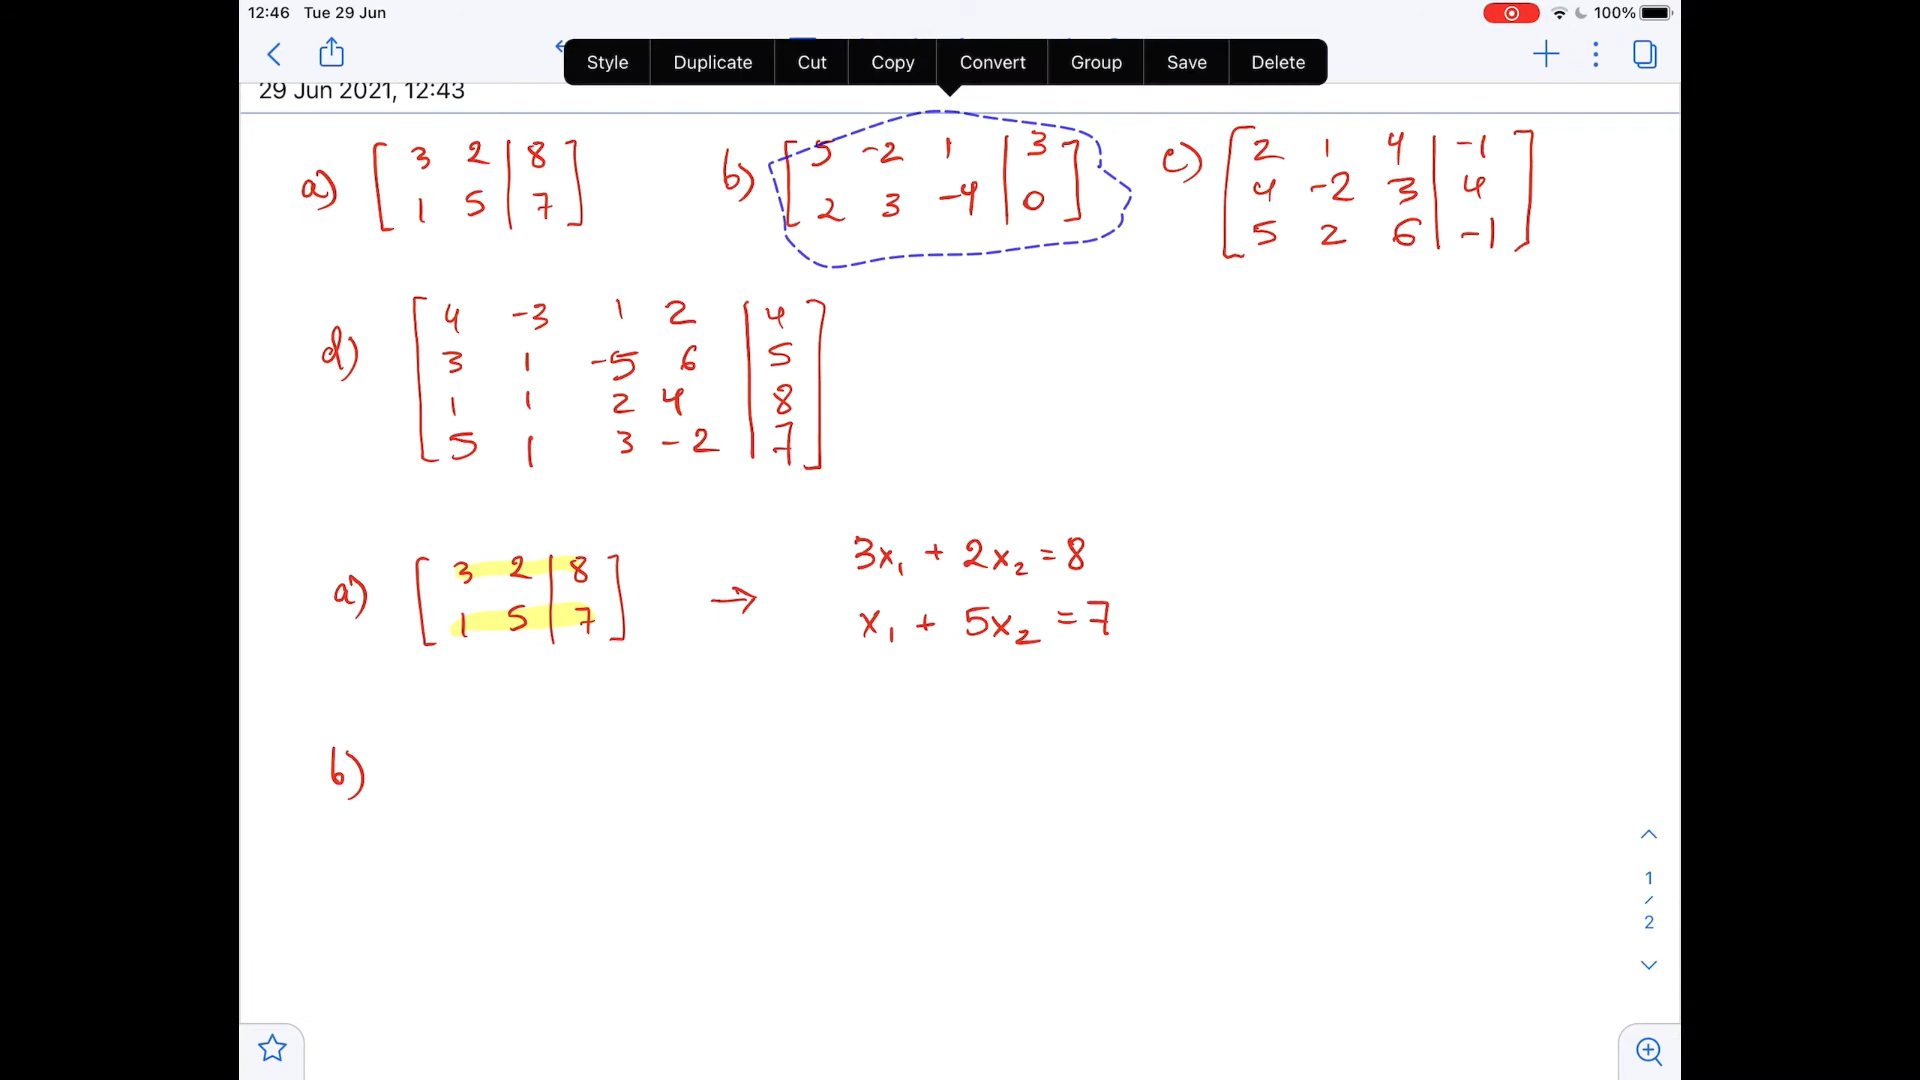 12:46 Tue 29 Jun 100%
Style Duplicate Cut Copy Convert Group Save Delete
29 Jun 2021, 12:43
a) [ 3 2 | 8 ]
[ 1 5 | 7 ]
b) [ 5 -2 1 | 3 ]
[ 2 3 -4 | 0 ]
c) [ 2 1 4 | -1 ]
[ 4 -2 3 | 4 ]
[ 5 2 6 | -1 ]
d) [ 4 -3 1 2 | 4 ]
[ 3 1 -5 6 | 5 ]
[ 1 1 2 4 | 8 ]
[ 5 1 3 -2 | 7 ]
a) [ 3 2 | 8 ] → 3x₁ + 2x₂ = 8
[ 1 5 | 7 ] x₁ + 5x₂ = 7
b)
1
/
2